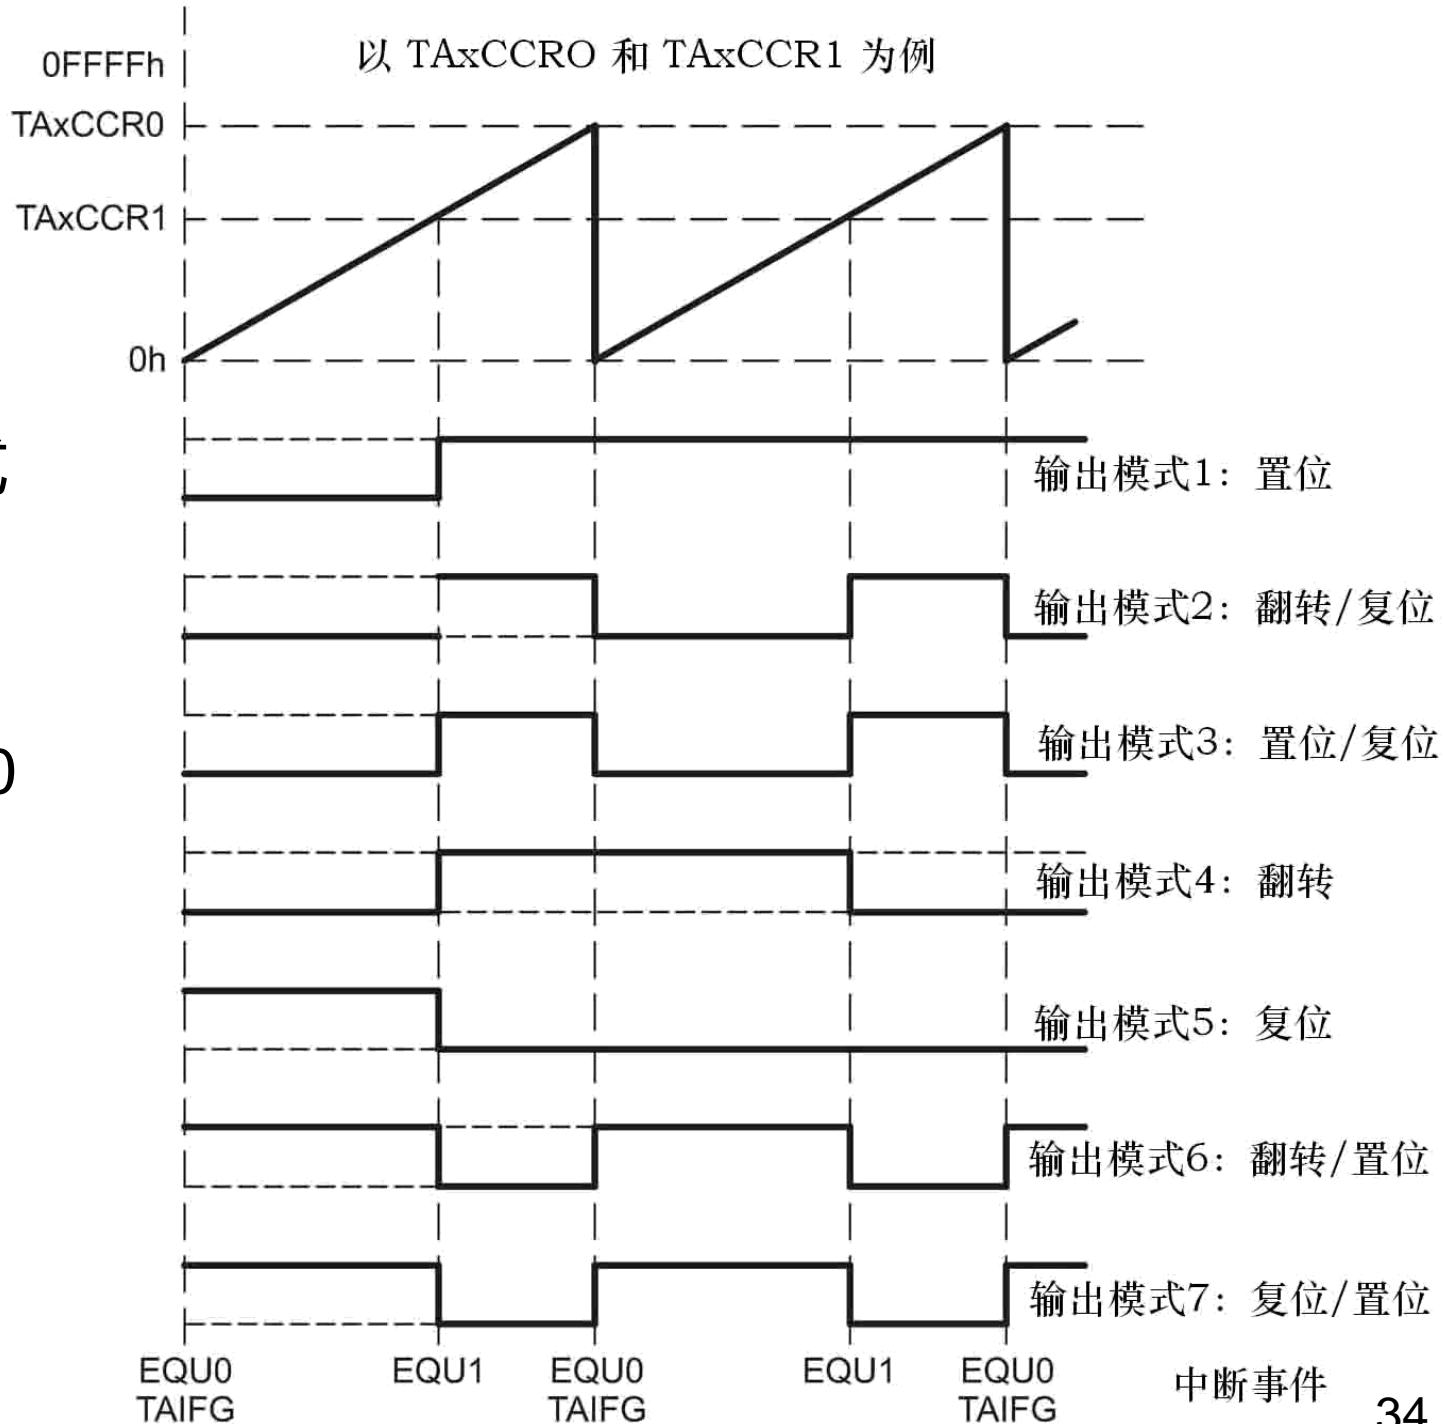 以 TAxCCRO 和 TAxCCR1 为例
0FFFFh
TAxCCR0
TAxCCR1
0h
输出模式1：置位
输出模式2：翻转/复位
0
输出模式3：置位/复位
输出模式4：翻转
输出模式5：复位
输出模式6：翻转/置位
输出模式7：复位/置位
EQU0 EQU1 EQU0 EQU1 EQU0
TAIFG TAIFG TAIFG
中断事件
34